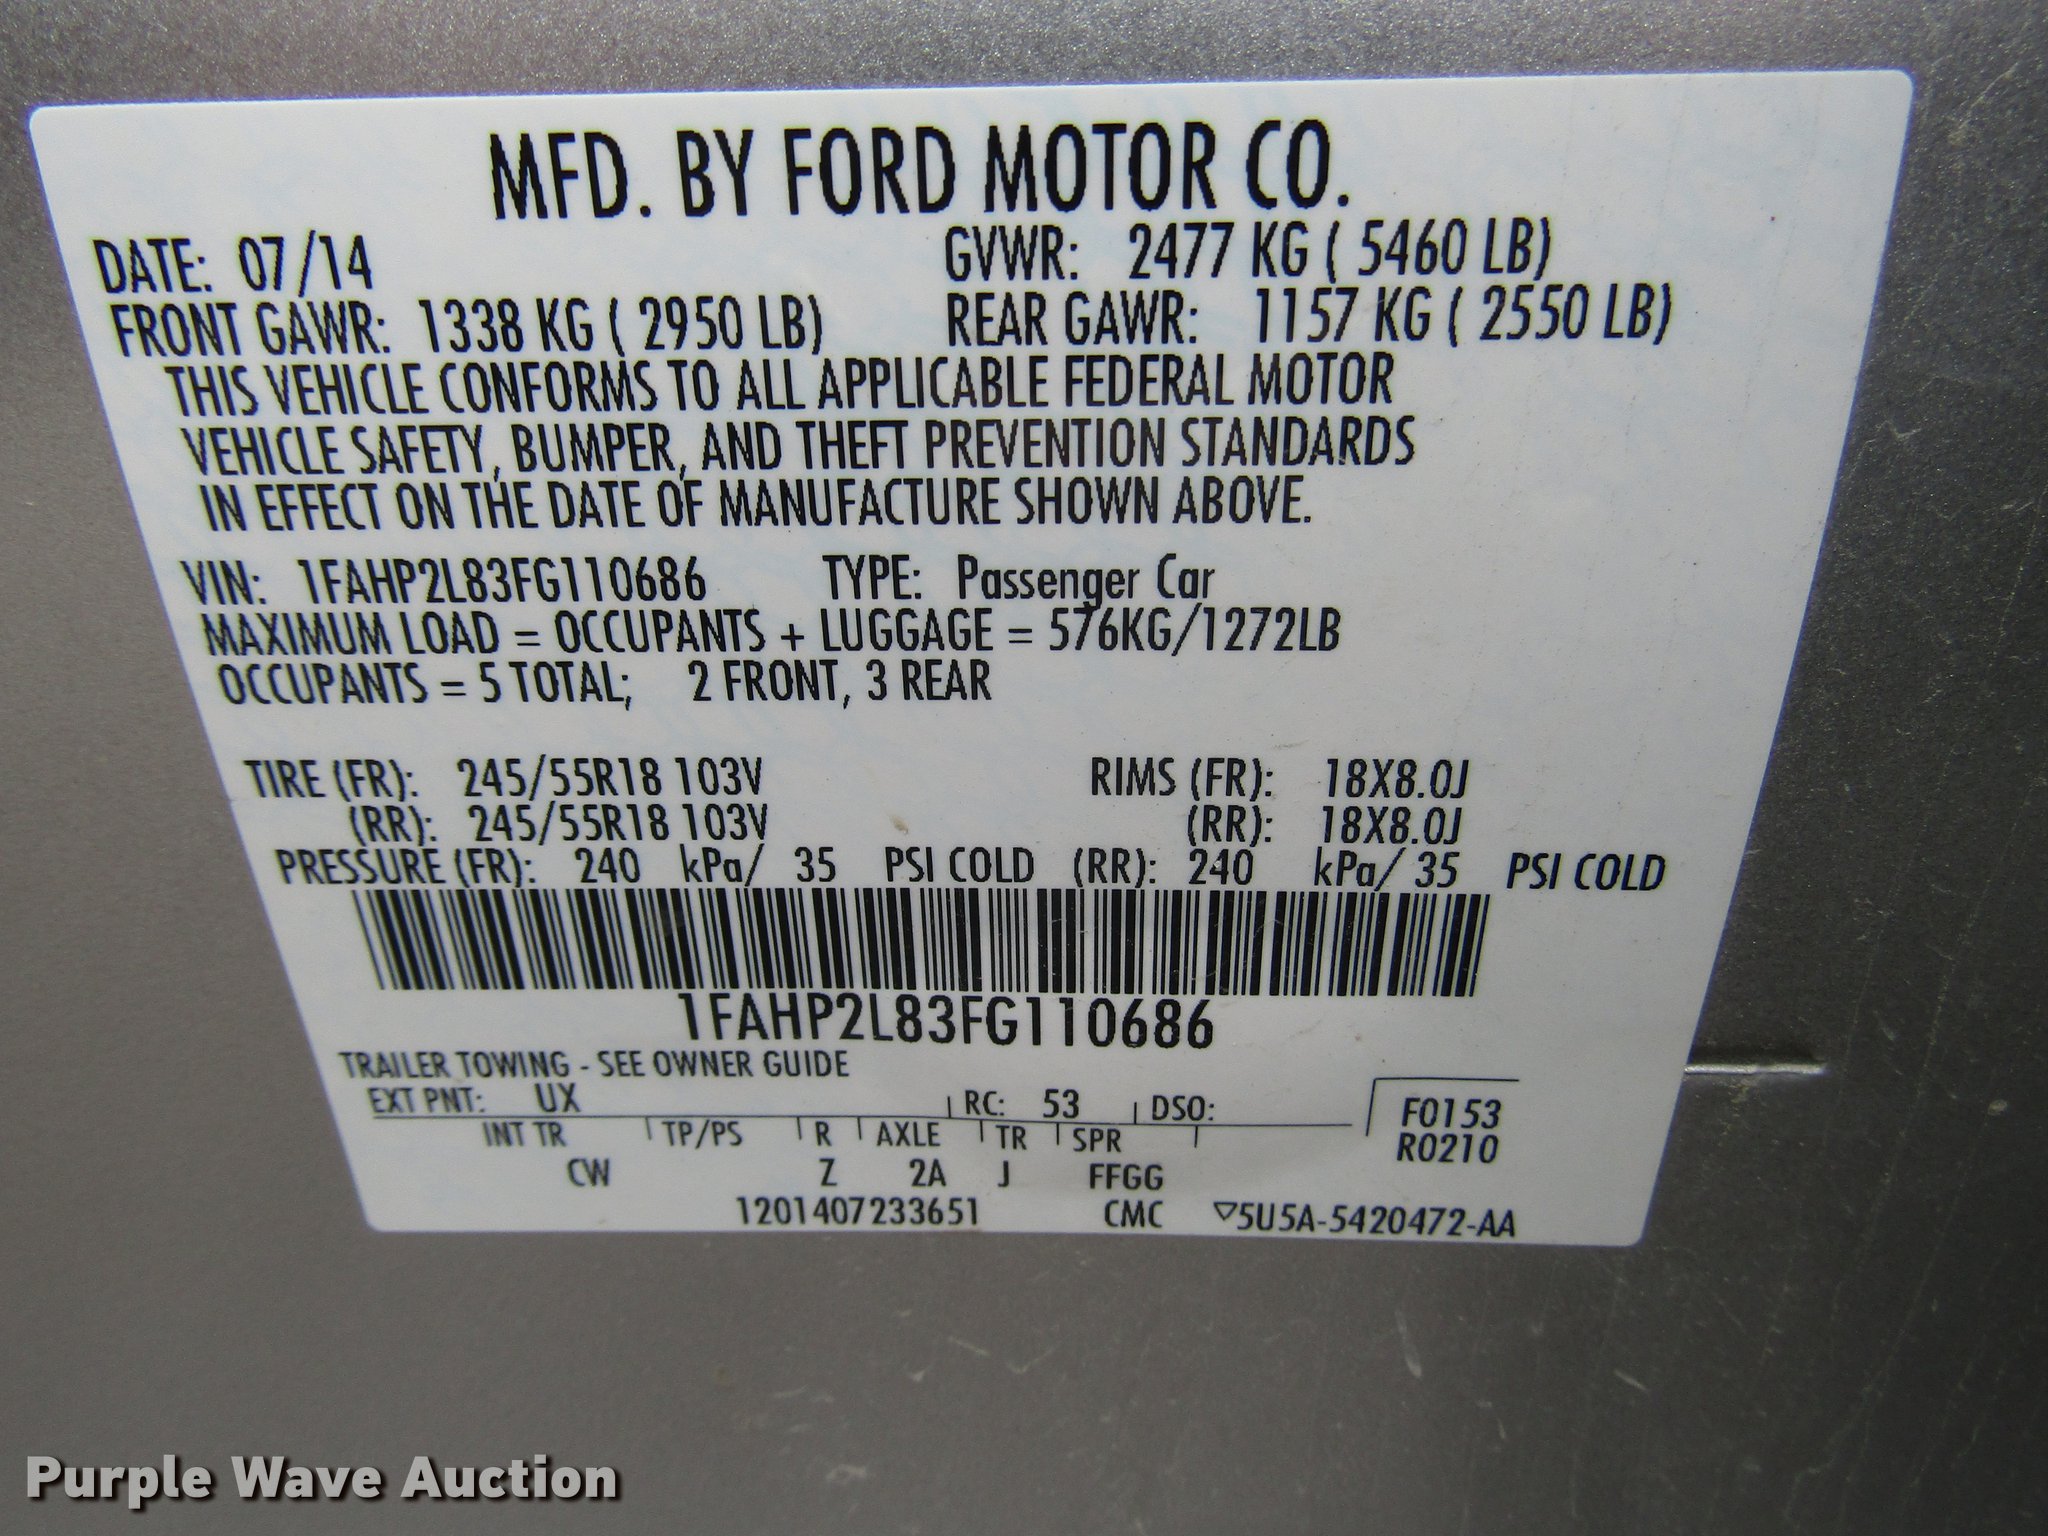 MFD. BY FORD MOTOR CO.
DATE: 07/14 GVWR: 2477 KG ( 5460 LB)
FRONT GAWR: 1338 KG ( 2950 LB) REAR GAWR: 1157 KG ( 2550 LB)
THIS VEHICLE CONFORMS TO ALL APPLICABLE FEDERAL MOTOR
VEHICLE SAFETY, BUMPER, AND THEFT PREVENTION STANDARDS
IN EFFECT ON THE DATE OF MANUFACTURE SHOWN ABOVE.
VIN: 1FAHP2L83FG110686 TYPE: Passenger Car
MAXIMUM LOAD = OCCUPANTS + LUGGAGE = 576KG/1272LB
OCCUPANTS = 5 TOTAL; 2 FRONT, 3 REAR
TIRE (FR): 245/55R18 103V RIMS (FR): 18X8.0J
(RR): 245/55R18 103V (RR): 18X8.0J
PRESSURE (FR): 240 kPa/ 35 PSI COLD (RR): 240 kPa/ 35 PSI COLD
1FAHP2L83FG110686
TRAILER TOWING - SEE OWNER GUIDE
EXT PNT: UX RC: 53 DSO: F0153
INT TR TP/PS R AXLE TR SPR R0210
CW Z 2A J FFGG
1201407233651 CMC ▽5U5A-5420472-AA
Purple Wave Auction